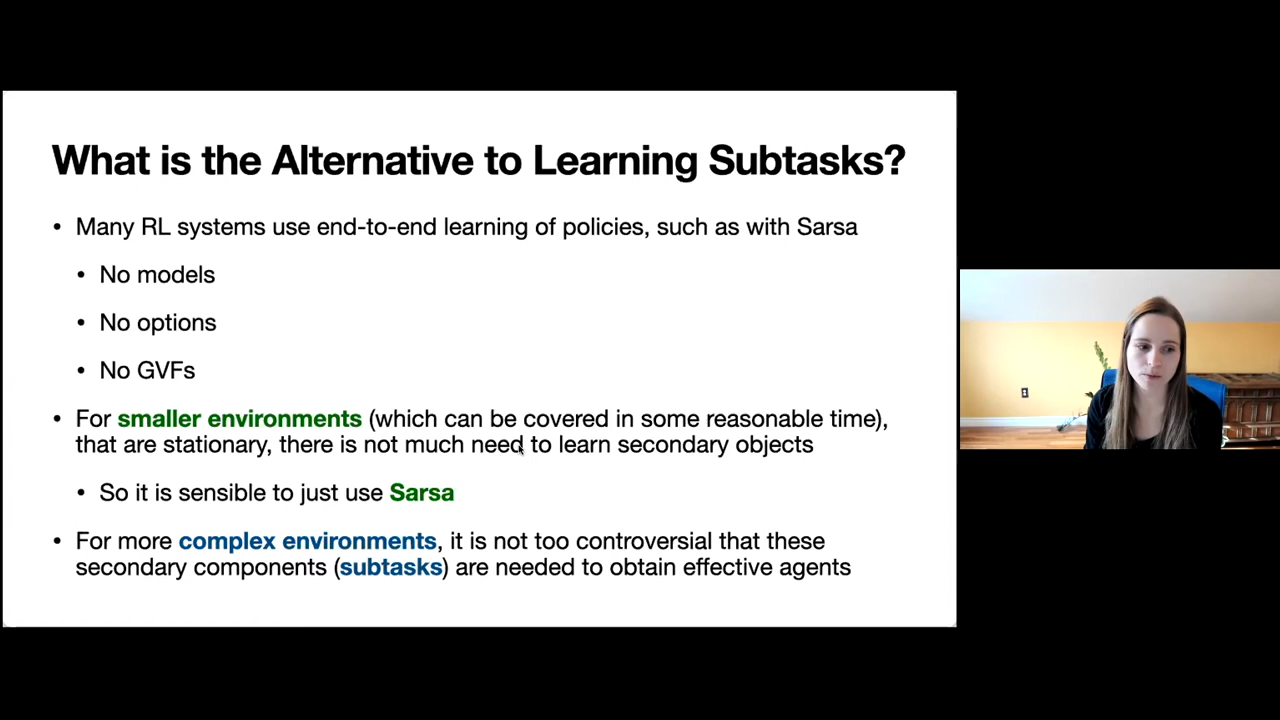 What is the Alternative to Learning Subtasks?
• Many RL systems use end-to-end learning of policies, such as with Sarsa
• No models
• No options
• No GVFs
• For smaller environments (which can be covered in some reasonable time),
that are stationary, there is not much need to learn secondary objects
• So it is sensible to just use Sarsa
• For more complex environments, it is not too controversial that these
secondary components (subtasks) are needed to obtain effective agents